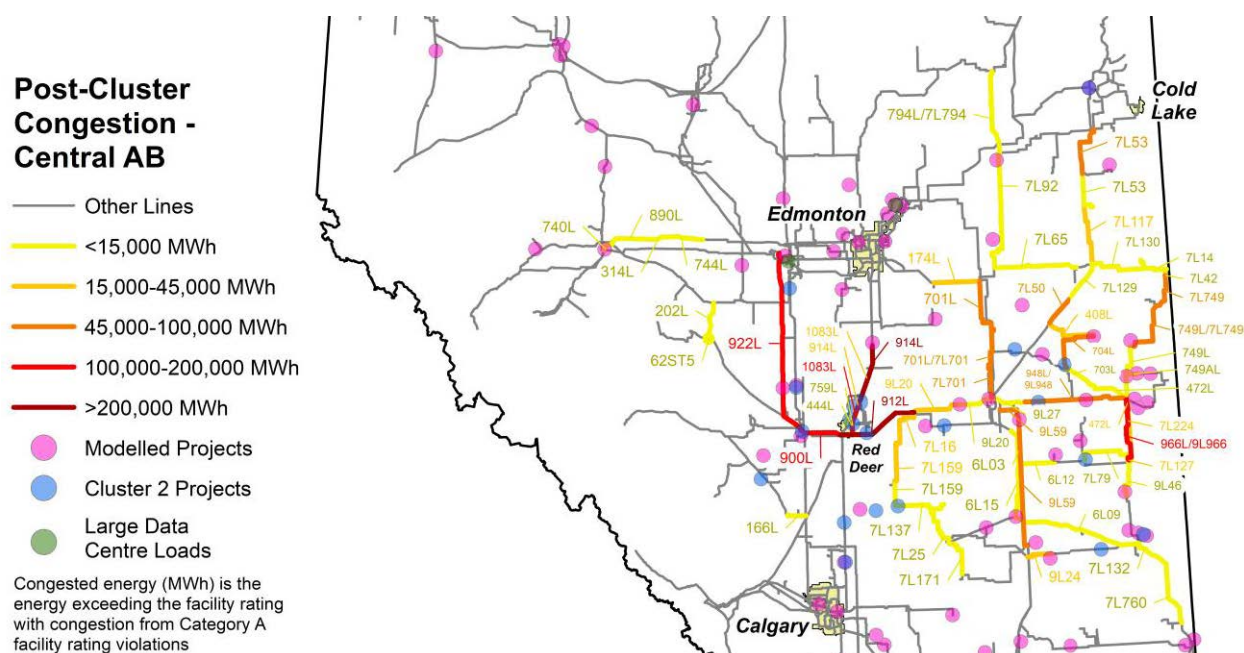 Post-Cluster
Congestion -
Central AB
Other Lines
<15,000 MWh
15,000-45,000 MWh
45,000-100,000 MWh
100,000-200,000 MWh
>200,000 MWh
Modelled Projects
Cluster 2 Projects
Large Data
Centre Loads
Congested energy (MWh) is the
energy exceeding the facility rating
with congestion from Category A
facility rating violations
Cold
Lake
794L/7L794
7L53
7L92
7L53
Edmonton
890L
740L
7L117
7L65
7L130
314L
744L
174L
7L14
7L42
7L50
7L129
7L749
701L
202L
408L
1083L
914L
914L
749L/7L749
922L
62ST5
701L/7L701
704L
749L
1083L
948L/
9L948
703L
749AL
759L
9L20
7L701
912L
472L
444L
9L27
9L59
472L
7L224
Red
Deer
7L16
9L20
966L/9L966
900L
7L159
6L03
7L127
6L12
7L79
9L46
7L159
6L15
9L59
6L09
166L
7L137
7L25
7L132
7L171
9L24
7L760
Calgary